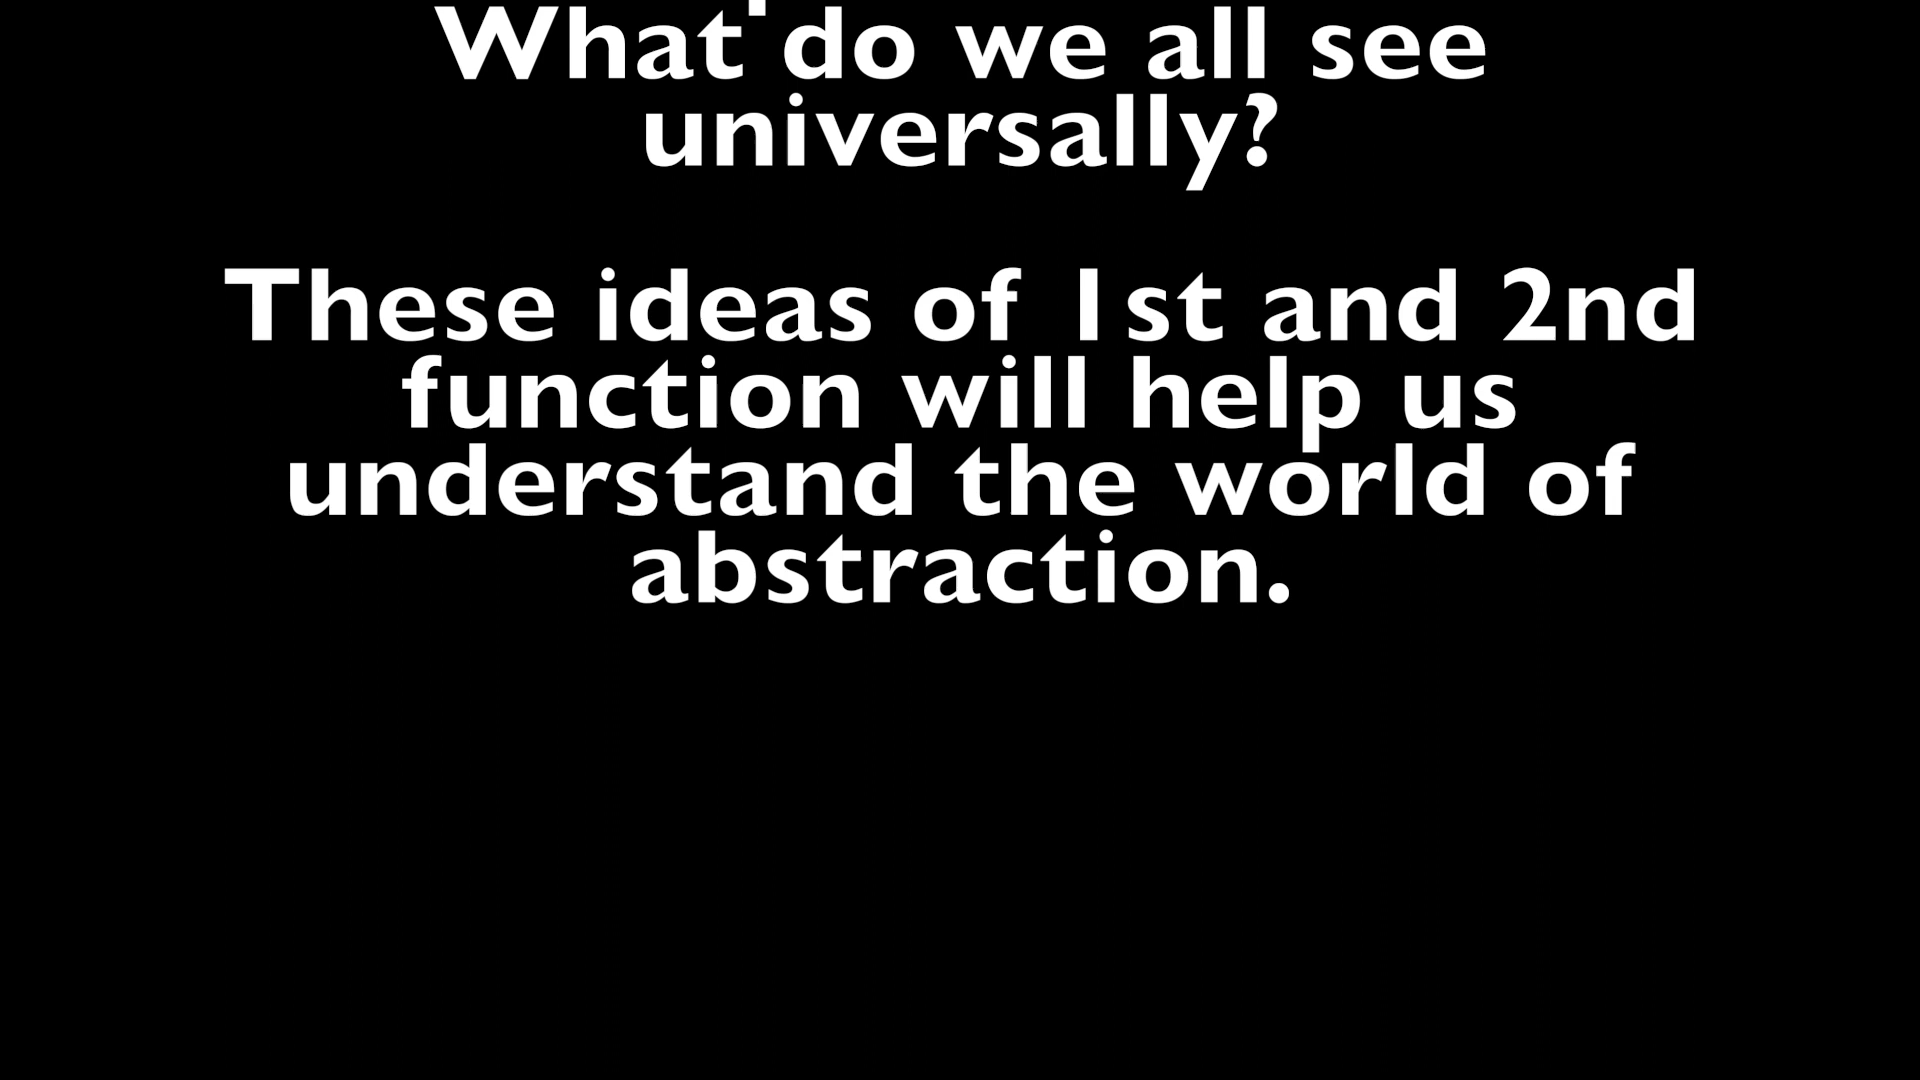 What do we all see
universally?
These ideas of 1st and 2nd
function will help us
understand the world of
abstraction.